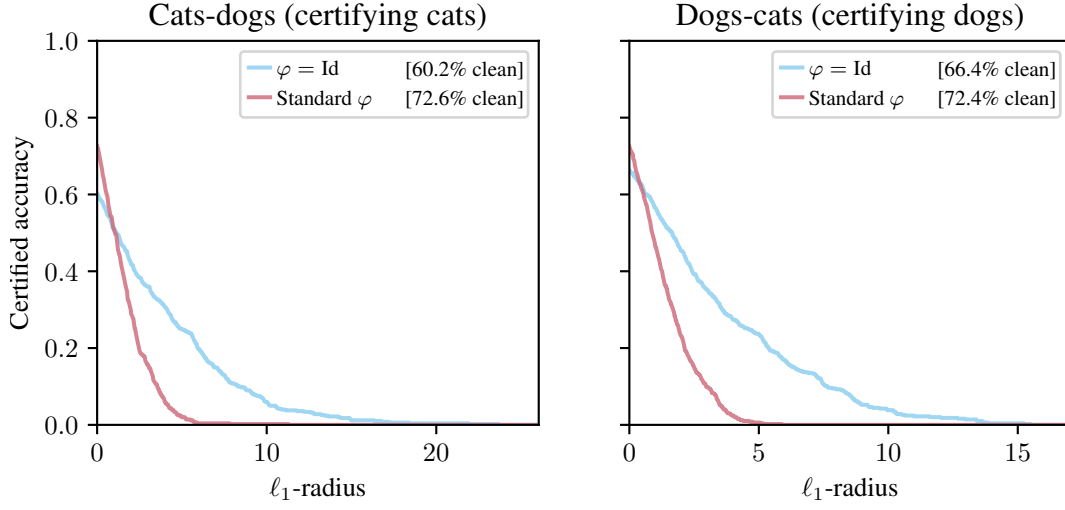 Cats-dogs (certifying cats)
Certified accuracy
1.0
0.8
0.6
0.4
0.2
0.0
φ = Id [60.2% clean]
Standard φ [72.6% clean]
0 10 20
ℓ₁-radius
Dogs-cats (certifying dogs)
φ = Id [66.4% clean]
Standard φ [72.4% clean]
0 5 10 15
ℓ₁-radius